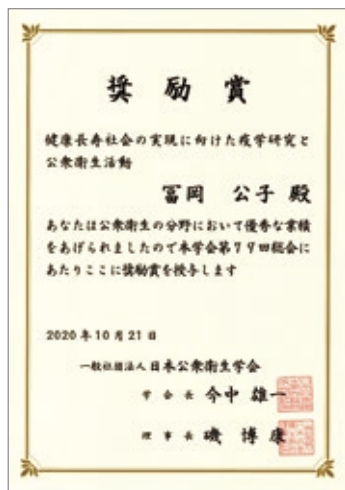 奨励賞
健康長寿社会の実現に向けた疫学研究と
公衆衛生活動
冨岡 公子 殿
あなたは公衆衛生の分野において優秀な業績
をあげられましたので本学会第79回総会に
あたりここに奨励賞を授与します
2020年10月21日
一般社団法人日本公衆衛生学会
学会長 今中 雄一
理事長 磯 博康